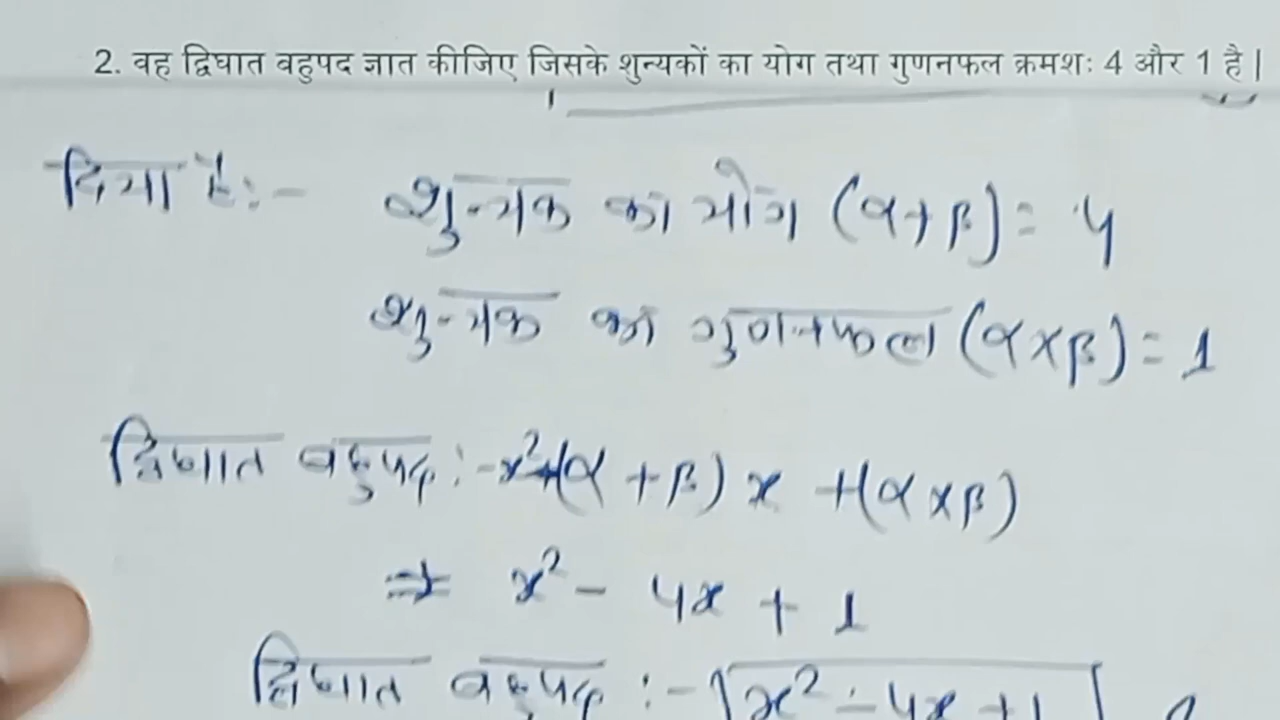 2. वह द्विघात बहुपद ज्ञात कीजिए जिसके शुन्यकों का योग तथा गुणनफल क्रमशः 4 और 1 है |
दिया है:- शुन्यक का योग (α+β)= 4
शुन्यक का गुणनफल (α×β)= 1
द्विघात बहुपद :- x²-(α+β)x +(α×β)
⇒ x² - 4x + 1
द्विघात बहुपद :- x² - 4x + 1